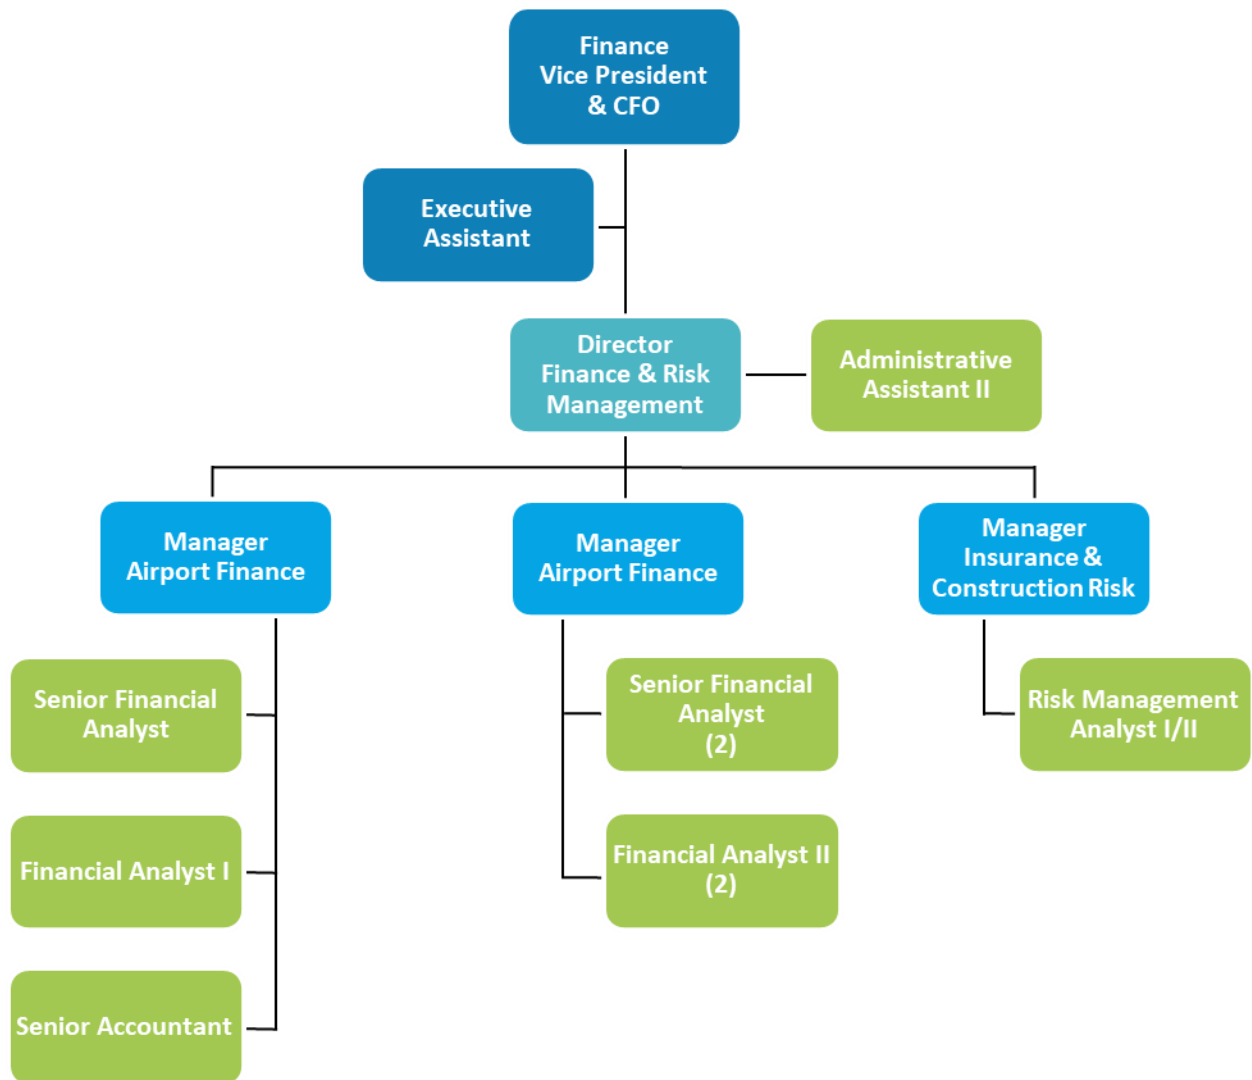 Finance
Vice President
& CFO
Executive
Assistant
Director
Finance & Risk
Management
Administrative
Assistant II
Manager
Airport Finance
Manager
Airport Finance
Manager
Insurance &
Construction Risk
Senior Financial
Analyst
Senior Financial
Analyst
(2)
Risk Management
Analyst I/II
Financial Analyst I
Financial Analyst II
(2)
Senior Accountant